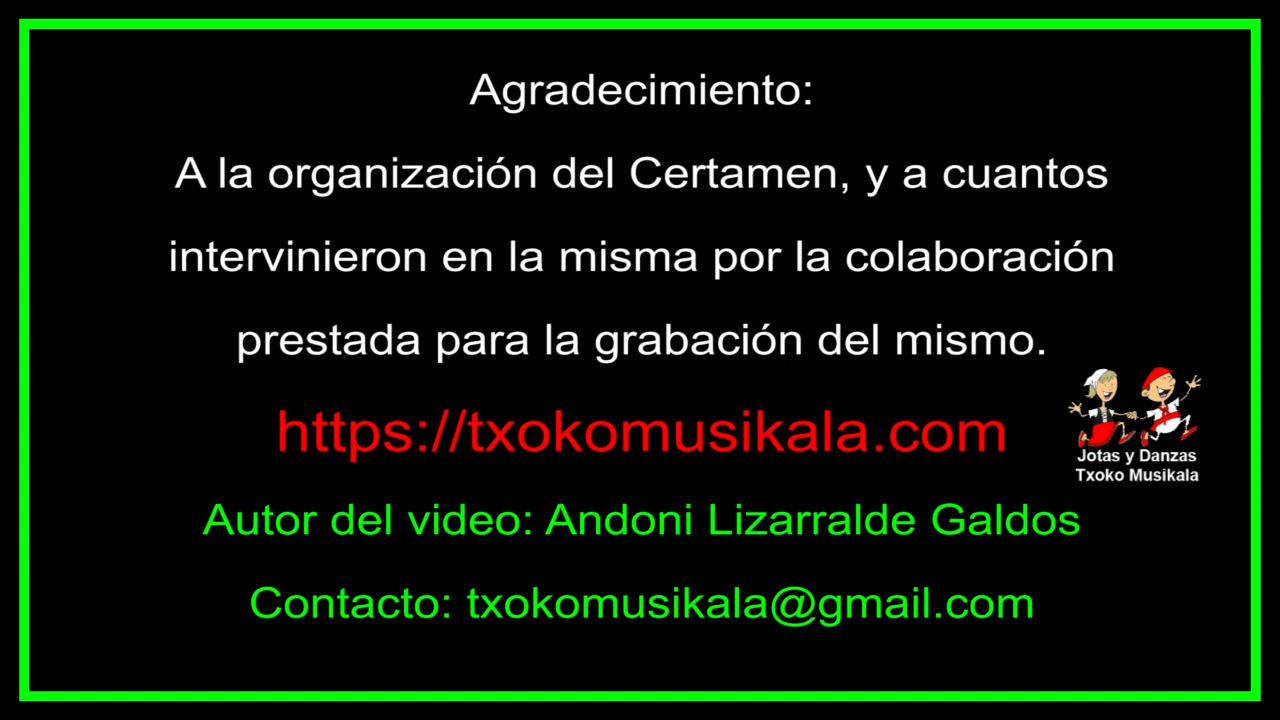 Agradecimiento:
A la organización del Certamen, y a cuantos
intervinieron en la misma por la colaboración
prestada para la grabación del mismo.
https://txokomusikala.com
Jotas y Danzas
Txoko Musikala
Autor del video: Andoni Lizarralde Galdos
Contacto: txokomusikala@gmail.com